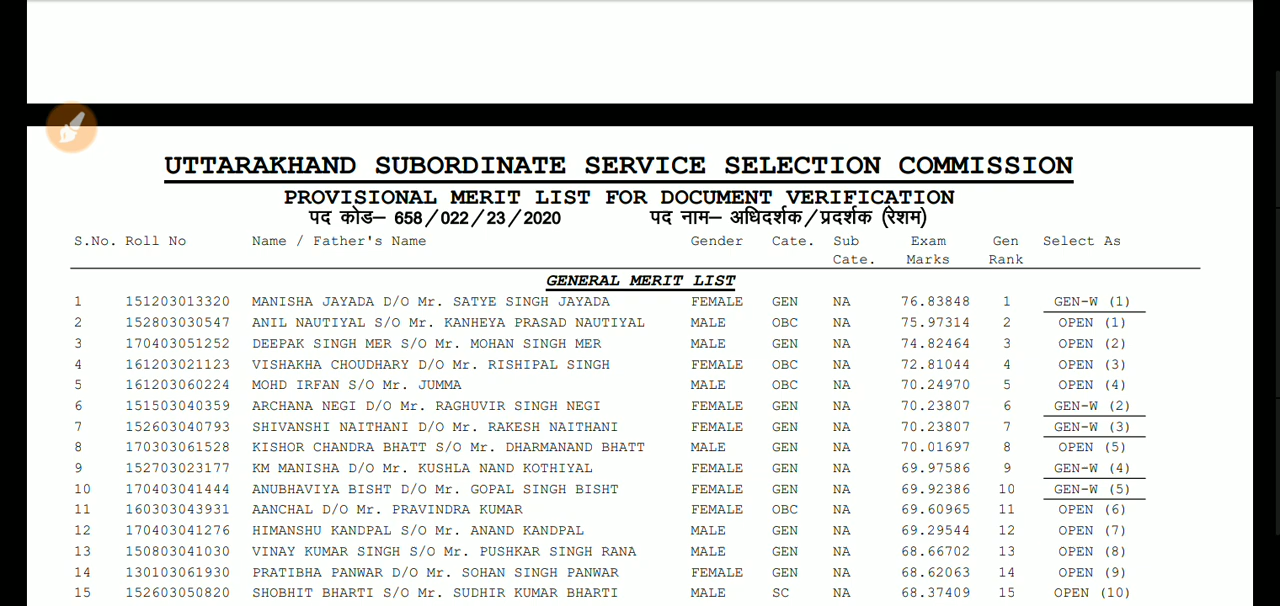 UTTARAKHAND SUBORDINATE SERVICE SELECTION COMMISSION
PROVISIONAL MERIT LIST FOR DOCUMENT VERIFICATION
पद कोड– 658/022/23/2020 पद नाम– अधिदर्शक/प्रदर्शक (रेशम)
S.No. Roll No Name / Father's Name Gender Cate. Sub Exam Gen Select As
Cate. Marks Rank
GENERAL MERIT LIST
1 151203013320 MANISHA JAYADA D/O Mr. SATYE SINGH JAYADA FEMALE GEN NA 76.83848 1 GEN-W (1)
2 152803030547 ANIL NAUTIYAL S/O Mr. KANHEYA PRASAD NAUTIYAL MALE OBC NA 75.97314 2 OPEN (1)
3 170403051252 DEEPAK SINGH MER S/O Mr. MOHAN SINGH MER MALE GEN NA 74.82464 3 OPEN (2)
4 161203021123 VISHAKHA CHOUDHARY D/O Mr. RISHIPAL SINGH FEMALE OBC NA 72.81044 4 OPEN (3)
5 161203060224 MOHD IRFAN S/O Mr. JUMMA MALE OBC NA 70.24970 5 OPEN (4)
6 151503040359 ARCHANA NEGI D/O Mr. RAGHUVIR SINGH NEGI FEMALE GEN NA 70.23807 6 GEN-W (2)
7 152603040793 SHIVANSHI NAITHANI D/O Mr. RAKESH NAITHANI FEMALE GEN NA 70.23807 7 GEN-W (3)
8 170303061528 KISHOR CHANDRA BHATT S/O Mr. DHARMANAND BHATT MALE GEN NA 70.01697 8 OPEN (5)
9 152703023177 KM MANISHA D/O Mr. KUSHLA NAND KOTHIYAL FEMALE GEN NA 69.97586 9 GEN-W (4)
10 170403041444 ANUBHAVIYA BISHT D/O Mr. GOPAL SINGH BISHT FEMALE GEN NA 69.92386 10 GEN-W (5)
11 160303043931 AANCHAL D/O Mr. PRAVINDRA KUMAR FEMALE OBC NA 69.60965 11 OPEN (6)
12 170403041276 HIMANSHU KANDPAL S/O Mr. ANAND KANDPAL MALE GEN NA 69.29544 12 OPEN (7)
13 150803041030 VINAY KUMAR SINGH S/O Mr. PUSHKAR SINGH RANA MALE GEN NA 68.66702 13 OPEN (8)
14 130103061930 PRATIBHA PANWAR D/O Mr. SOHAN SINGH PANWAR FEMALE GEN NA 68.62063 14 OPEN (9)
15 152603050820 SHOBHIT BHARTI S/O Mr. SUDHIR KUMAR BHARTI MALE SC NA 68.37409 15 OPEN (10)